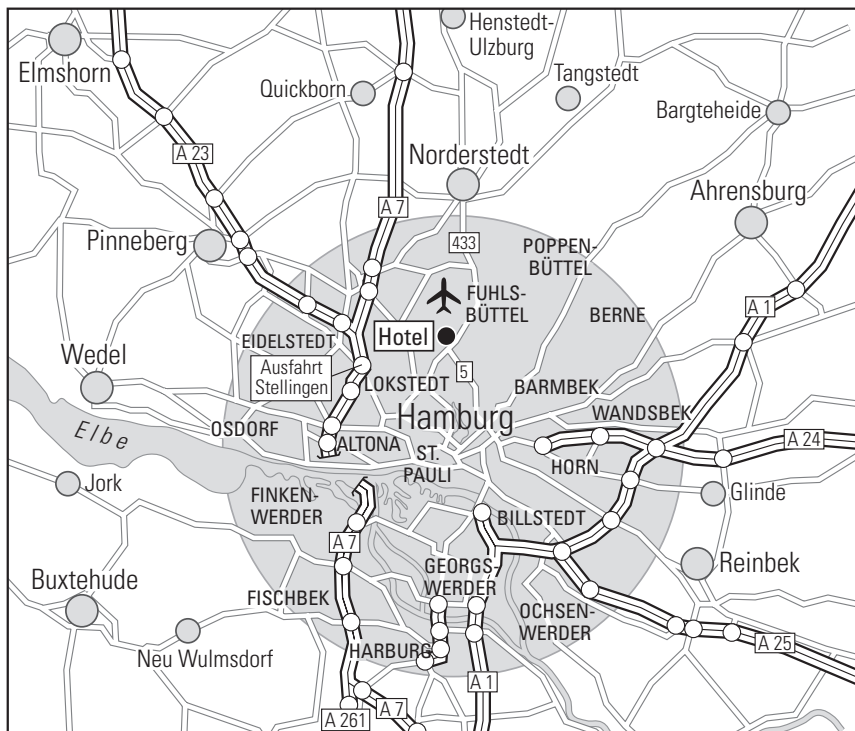 Henstedt-
Ulzburg
Elmshorn
Quickborn
Tangstedt
Bargteheide
A 23
Norderstedt
Ahrensburg
A 7
Pinneberg
433
POPPEN-
BÜTTEL
FUHLS-
BÜTTEL
A 1
BERNE
Hotel
EIDELSTEDT
Wedel
Ausfahrt
Stellingen
5
LOKSTEDT
BARMBEK
Hamburg
WANDSBEK
Elbe
OSDORF
ALTONA
A 24
ST.
PAULI
HORN
Jork
Glinde
FINKEN-
WERDER
BILLSTEDT
A 7
Reinbek
GEORGS-
WERDER
Buxtehude
FISCHBEK
OCHSEN-
WERDER
Neu Wulmsdorf
HARBURG
A 25
A 1
A 7
A 261